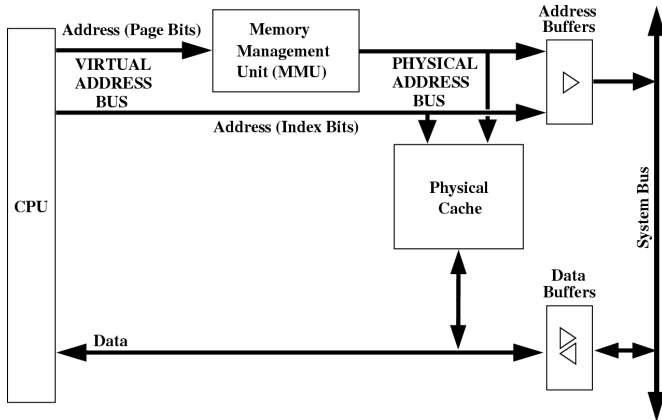 Address (Page Bits)
Memory
Management
Unit (MMU)
Address
Buffers
VIRTUAL
ADDRESS
BUS
PHYSICAL
ADDRESS
BUS
Address (Index Bits)
CPU
Physical
Cache
System Bus
Data
Buffers
Data